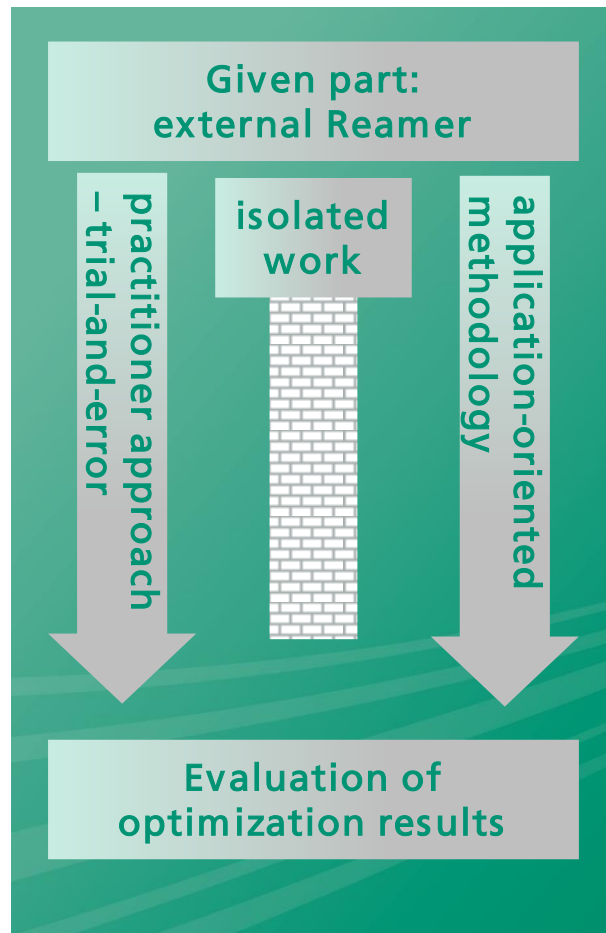 Given part:
external Reamer
practitioner approach
– trial-and-error
isolated
work
application-oriented
methodology
Evaluation of
optimization results